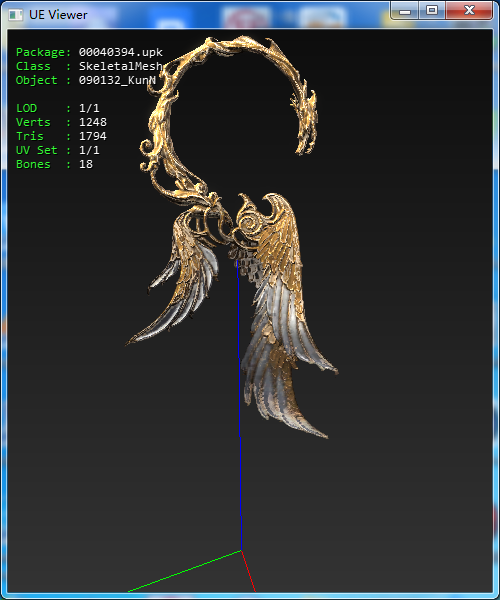 UE Viewer
Package: 00040394.upk
Class : SkeletalMesh
Object : 090132_KunN
LOD : 1/1
Verts : 1248
Tris : 1794
UV Set : 1/1
Bones : 18